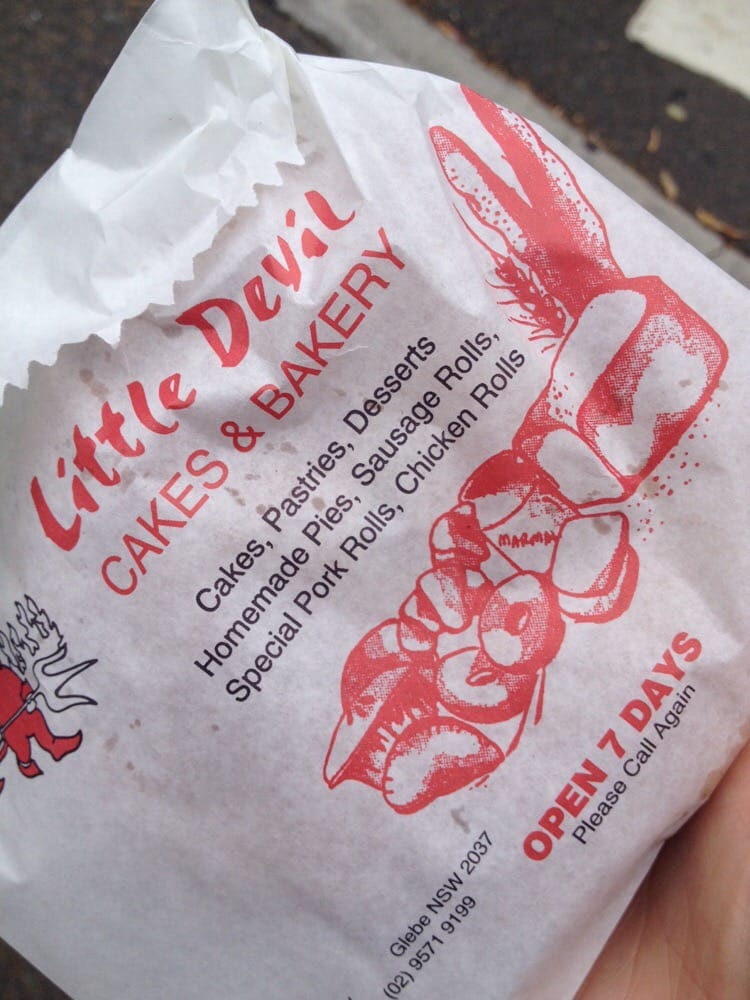 Little Devil
CAKES & BAKERY
Cakes, Pastries, Desserts
Homemade Pies, Sausage Rolls,
Special Pork Rolls, Chicken Rolls
MARMA
OPEN 7 DAYS
Please Call Again
Glebe NSW 2037
(02) 9571 9199